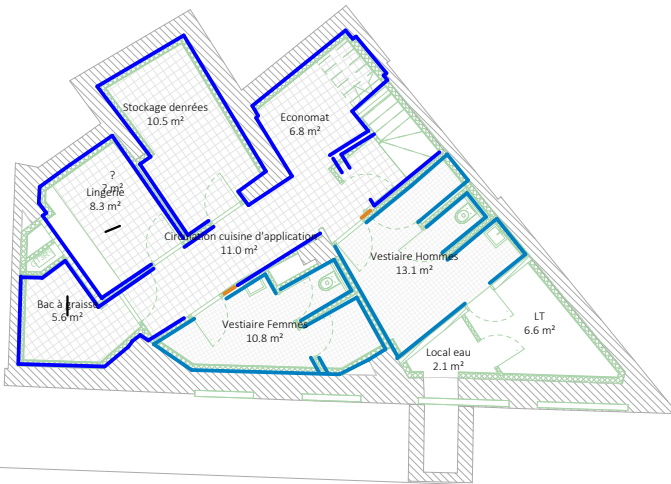 Stockage denrées
10.5 m²
Economat
6.8 m²
?
? m²
Lingerie
8.3 m²
Circulation cuisine d'application
11.0 m²
Vestiaire Hommes
13.1 m²
Bac à graisse
5.6 m²
Vestiaire Femmes
10.8 m²
LT
6.6 m²
Local eau
2.1 m²